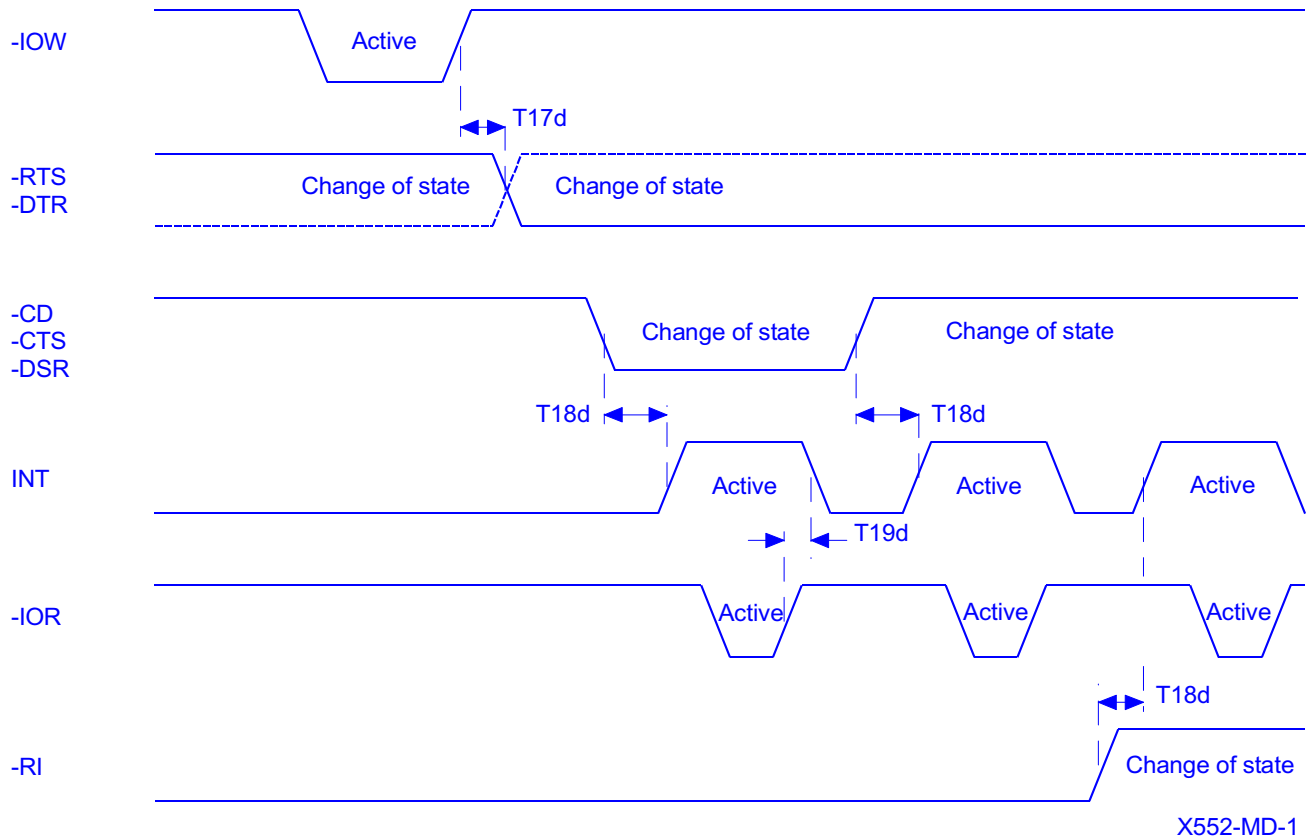 -IOW
Active
T17d
-RTS
-DTR
Change of state
Change of state
-CD
-CTS
-DSR
Change of state
Change of state
T18d
T18d
INT
Active
Active
Active
T19d
-IOR
Active
Active
Active
T18d
-RI
Change of state
X552-MD-1